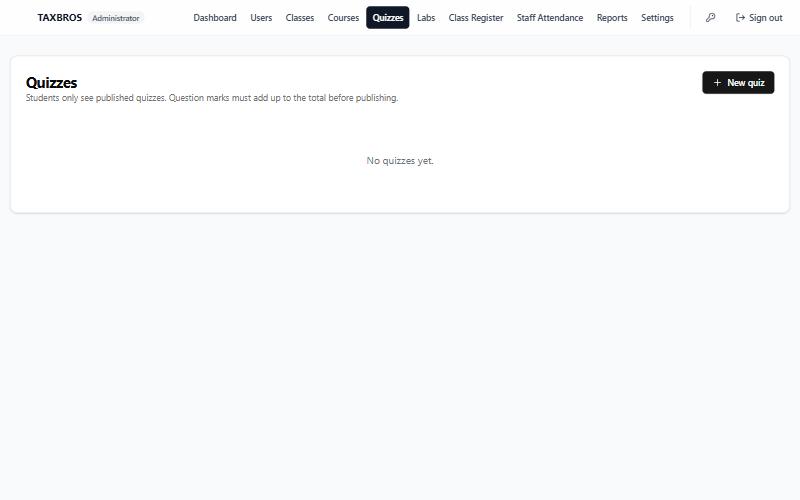 TAXBROS Administrator Dashboard Users Classes Courses Quizzes Labs Class Register Staff Attendance Reports Settings Sign out
Quizzes
Students only see published quizzes. Question marks must add up to the total before publishing.
+ New quiz
No quizzes yet.